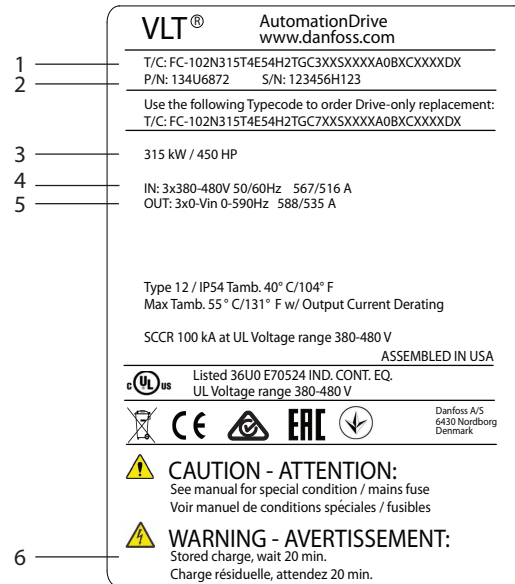 VLT® AutomationDrive
www.danfoss.com
1 T/C: FC-102N315T4E54H2TGC3XXSXXXXA0BXCXXXXDX
2 P/N: 134U6872 S/N: 123456H123
Use the following Typecode to order Drive-only replacement:
T/C: FC-102N315T4E54H2TGC7XXSXXXXA0BXCXXXXDX
3 315 kW / 450 HP
4 IN: 3x380-480V 50/60Hz 567/516 A
5 OUT: 3x0-Vin 0-590Hz 588/535 A
Type 12 / IP54 Tamb. 40° C/104° F
Max Tamb. 55° C/131° F w/ Output Current Derating
SCCR 100 kA at UL Voltage range 380-480 V
ASSEMBLED IN USA
c UL us Listed 36U0 E70524 IND. CONT. EQ.
UL Voltage range 380-480 V
CE EAC
Danfoss A/S
6430 Nordborg
Denmark
CAUTION - ATTENTION:
See manual for special condition / mains fuse
Voir manuel de conditions spéciales / fusibles
WARNING - AVERTISSEMENT:
6 Stored charge, wait 20 min.
Charge résiduelle, attendez 20 min.